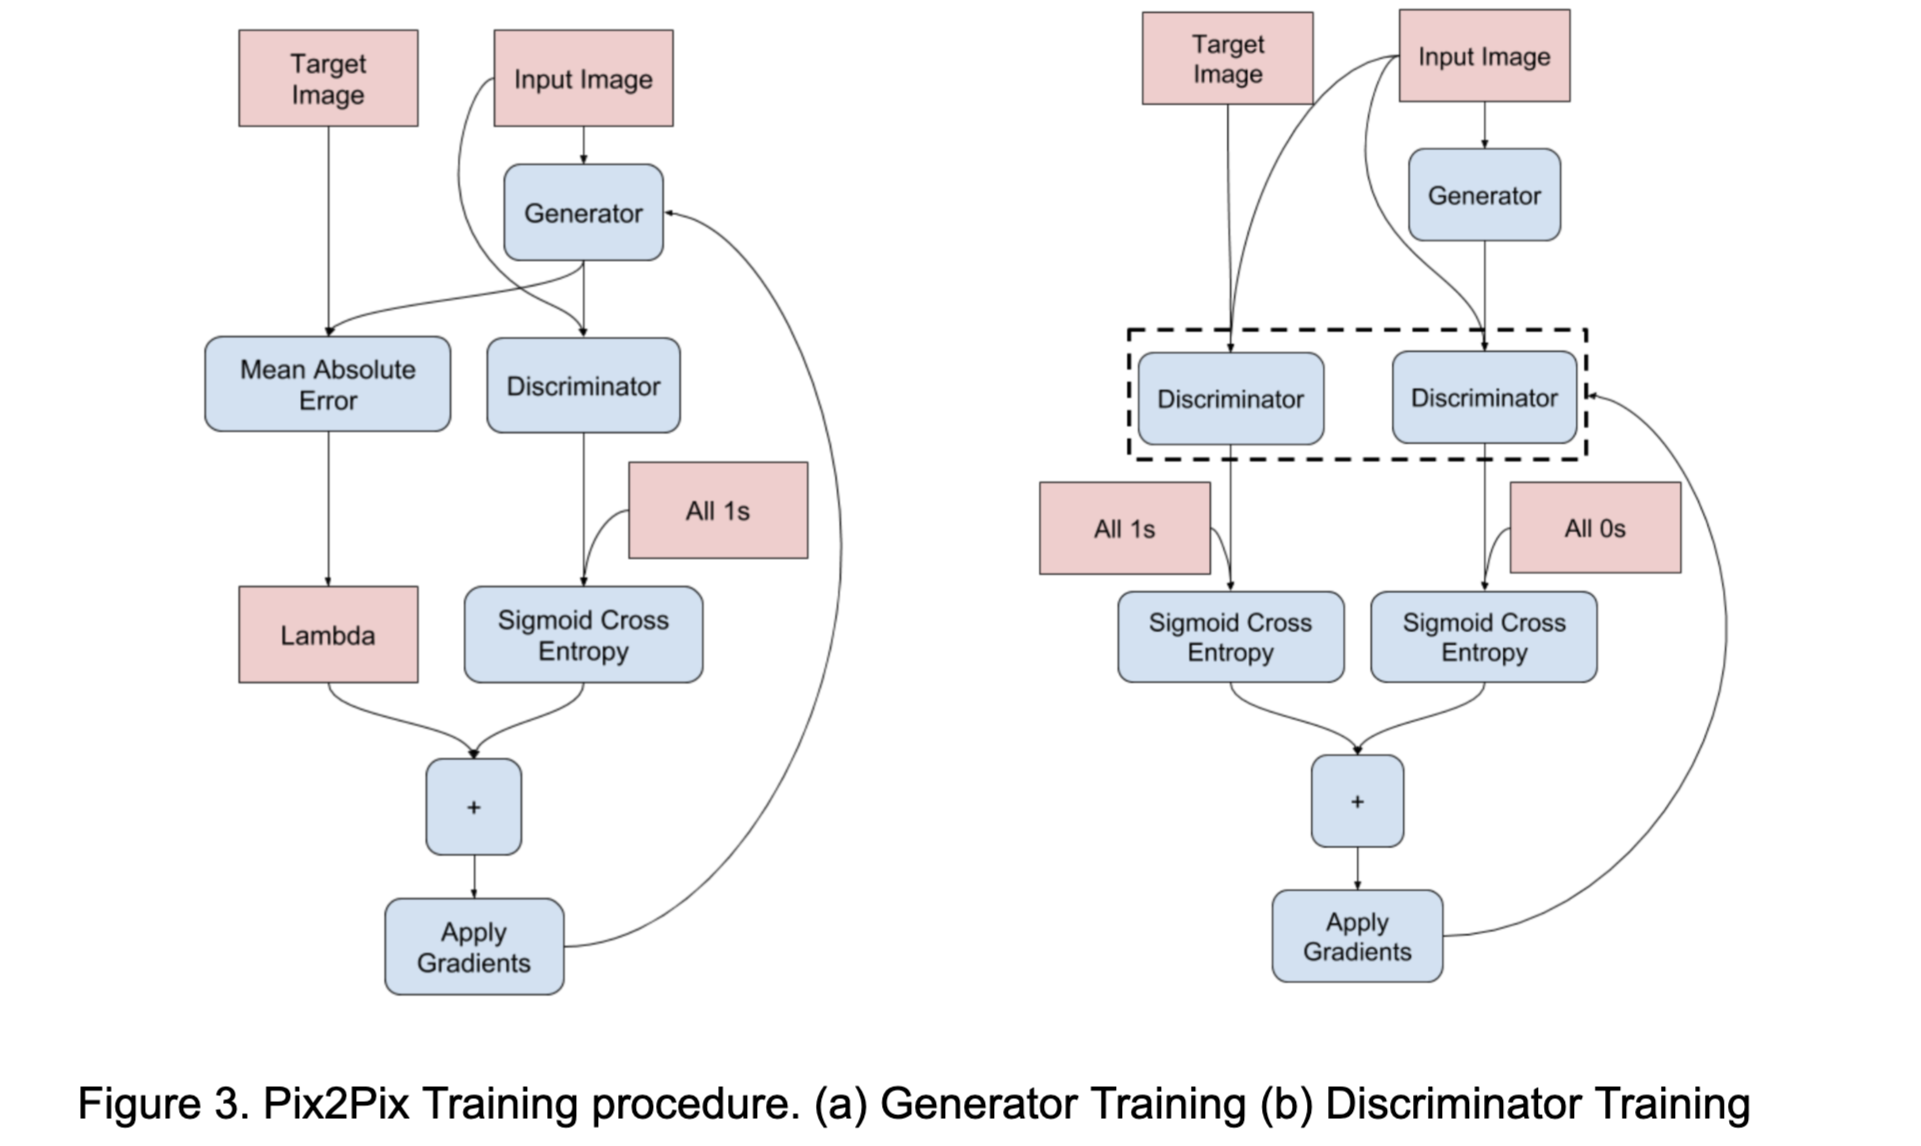 Target
Image
Input Image
Generator
Mean Absolute
Error
Discriminator
All 1s
Lambda
Sigmoid Cross
Entropy
+
Apply
Gradients
Target
Image
Input Image
Generator
Discriminator
Discriminator
All 1s
All 0s
Sigmoid Cross
Entropy
Sigmoid Cross
Entropy
+
Apply
Gradients
Figure 3. Pix2Pix Training procedure. (a) Generator Training (b) Discriminator Training